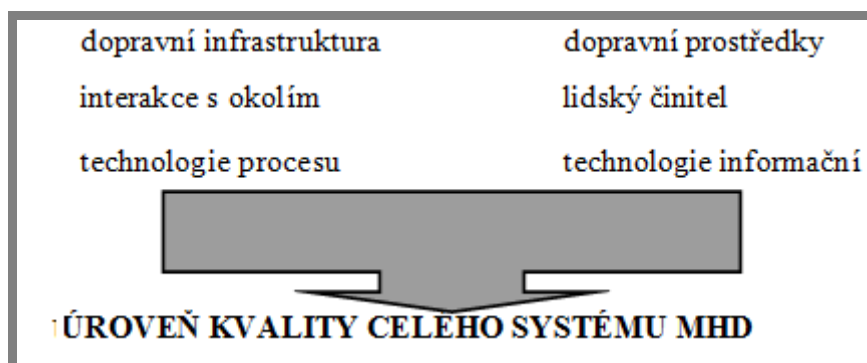 dopravní infrastruktura dopravní prostředky
interakce s okolím lidský činitel
technologie procesu technologie informační
ÚROVEŇ KVALITY CELÉHO SYSTÉMU MHD